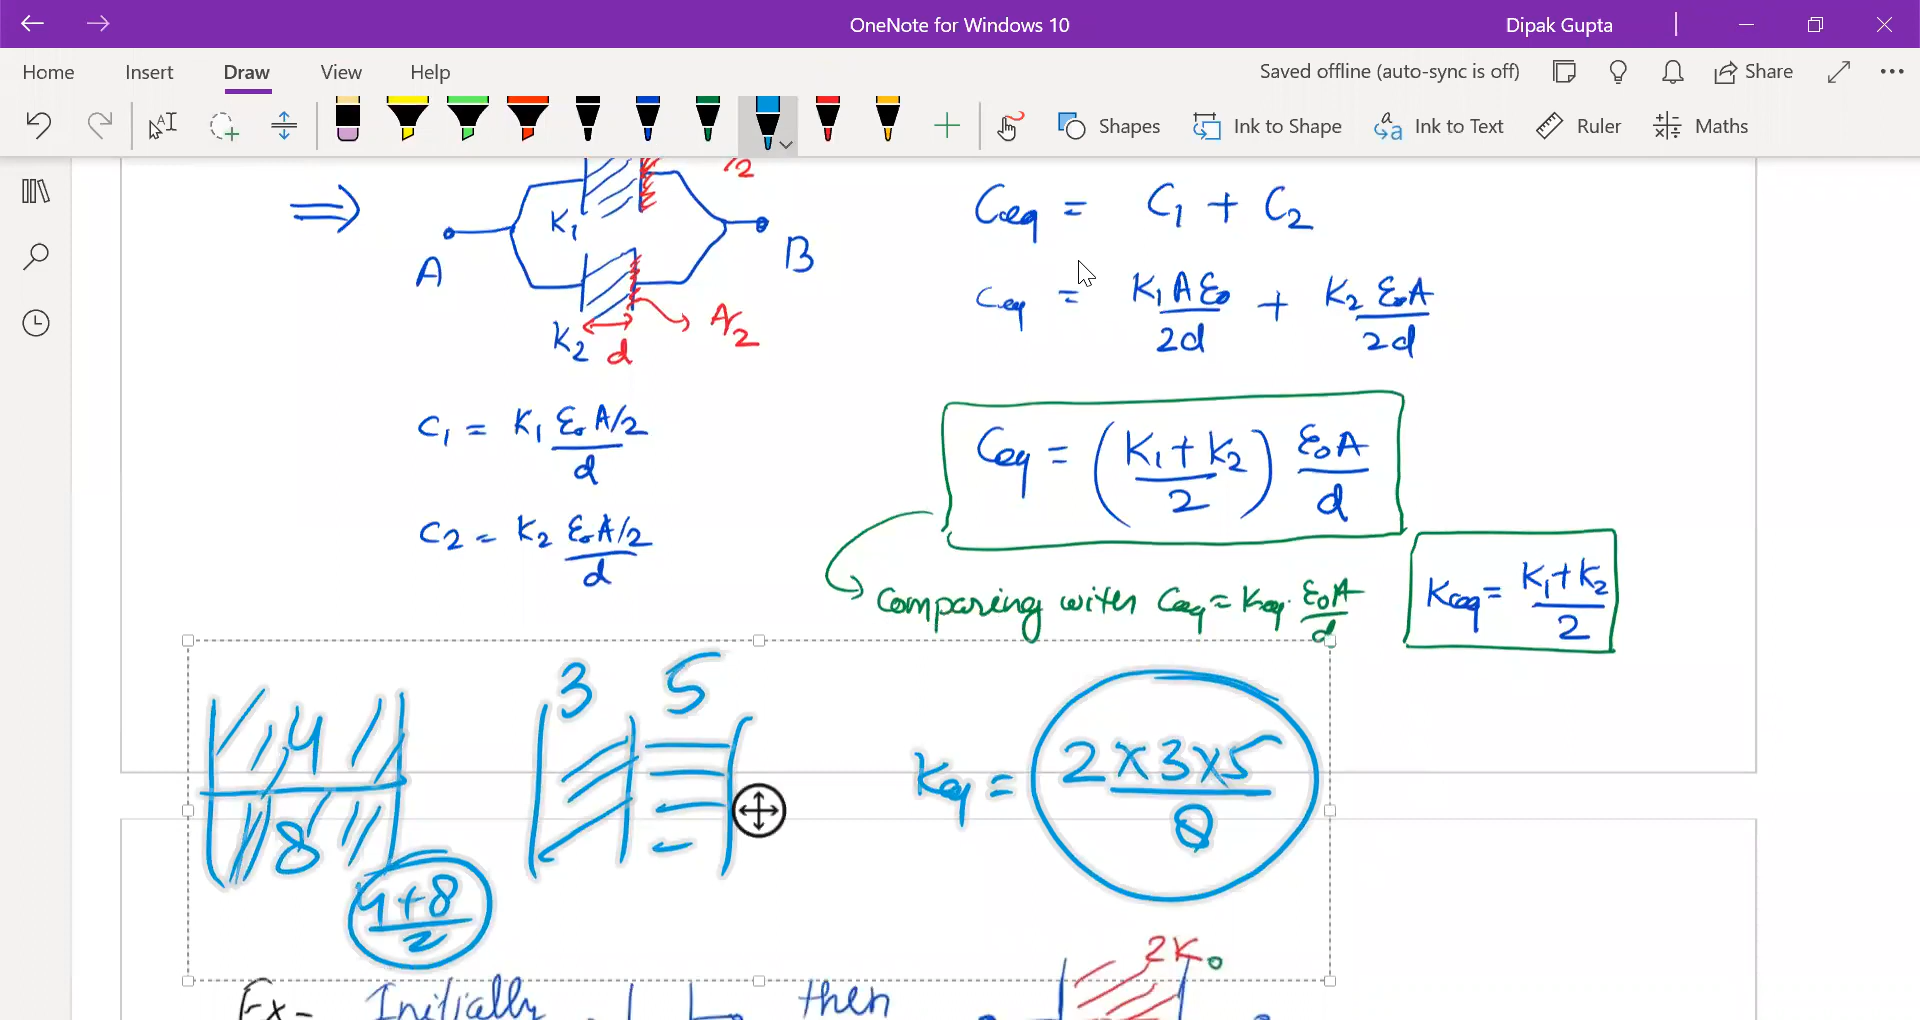 OneNote for Windows 10
Dipak Gupta
Home Insert Draw View Help
Saved offline (auto-sync is off) Share
Shapes Ink to Shape Ink to Text Ruler Maths
⇒ A K₁ B
K₂ d A/2
C₁ = K₁ ε₀ A/2 / d
C₂ = K₂ ε₀ A/2 / d
Ceq = C₁ + C₂
Ceq = K₁ A ε₀ / 2d + K₂ ε₀ A / 2d
Ceq = (K₁ + K₂ / 2) ε₀ A / d
Comparing with Ceq = Keq. ε₀ A / d
Keq = K₁ + K₂ / 2
4
8
4+8 / 2
3 5
Keq = 2 × 3 × 5 / 8
2K₀
Ex- Initially then